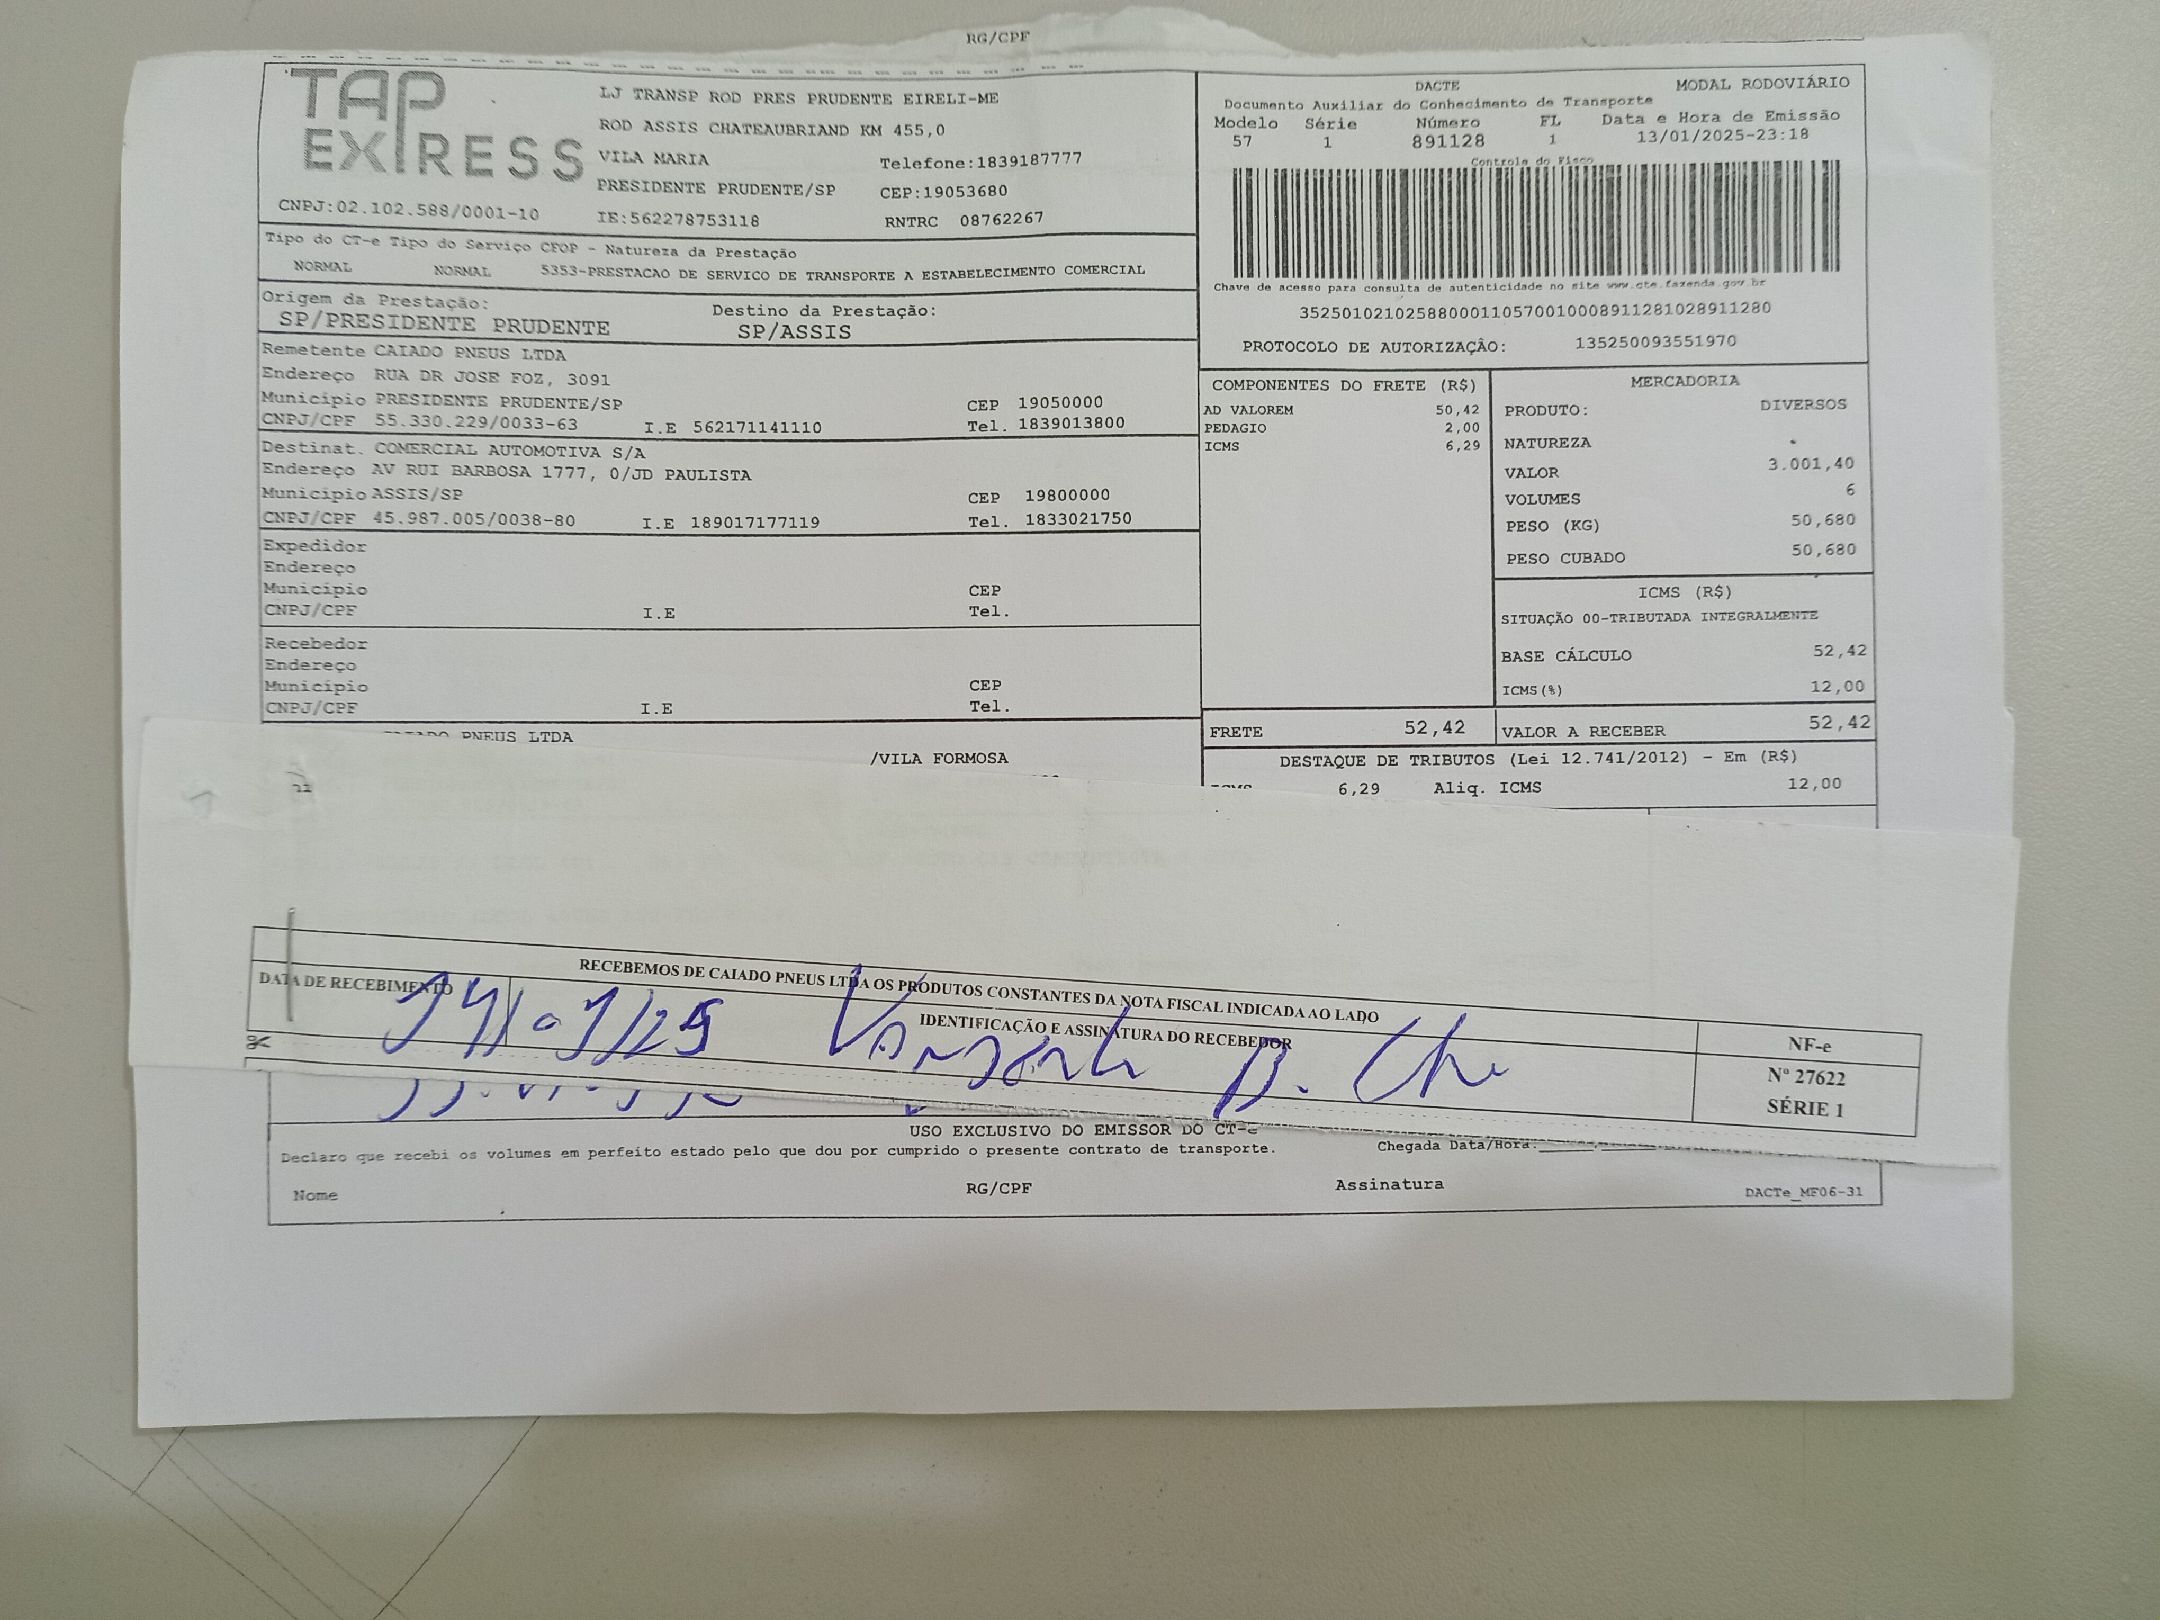 RG/CPF
TAP
EXPRESS
LJ TRANSP ROD PRES PRUDENTE EIRELI-ME
ROD ASSIS CHATEAUBRIAND KM 455,0
VILA MARIA Telefone:1839187777
PRESIDENTE PRUDENTE/SP CEP:19053680
CNPJ:02.102.588/0001-10 IE:562278753118 RNTRC 08762267
DACTE MODAL RODOVIÁRIO
Documento Auxiliar do Conhecimento de Transporte
Modelo Série Número FL Data e Hora de Emissão
57 1 891128 1 13/01/2025-23:18
Controle do Fisco
Chave de acesso para consulta de autenticidade no site www.cte.fazenda.gov.br
35250102102588000110570010008911281028911280
PROTOCOLO DE AUTORIZAÇÃO: 135250093551970
Tipo do CT-e Tipo do Serviço CFOP - Natureza da Prestação
NORMAL NORMAL 5353-PRESTACAO DE SERVICO DE TRANSPORTE A ESTABELECIMENTO COMERCIAL
Origem da Prestação: Destino da Prestação:
SP/PRESIDENTE PRUDENTE SP/ASSIS
Remetente CAIADO PNEUS LTDA
Endereço RUA DR JOSE FOZ, 3091
Município PRESIDENTE PRUDENTE/SP CEP 19050000
CNPJ/CPF 55.330.229/0033-63 I.E 562171141110 Tel. 1839013800
Destinat. COMERCIAL AUTOMOTIVA S/A
Endereço AV RUI BARBOSA 1777, 0/JD PAULISTA
Município ASSIS/SP CEP 19800000
CNPJ/CPF 45.987.005/0038-80 I.E 189017177119 Tel. 1833021750
Expedidor
Endereço
Município CEP
CNPJ/CPF I.E Tel.
Recebedor
Endereço
Município CEP
CNPJ/CPF I.E Tel.
PNEUS LTDA
/VILA FORMOSA
COMPONENTES DO FRETE (R$)
AD VALOREM 50,42
PEDAGIO 2,00
ICMS 6,29
MERCADORIA
PRODUTO: DIVERSOS
NATUREZA .
VALOR 3.001,40
VOLUMES 6
PESO (KG) 50,680
PESO CUBADO 50,680
ICMS (R$)
SITUAÇÃO 00-TRIBUTADA INTEGRALMENTE
BASE CÁLCULO 52,42
ICMS(%) 12,00
FRETE 52,42 VALOR A RECEBER 52,42
DESTAQUE DE TRIBUTOS (Lei 12.741/2012) - Em (R$)
6,29 Aliq. ICMS 12,00
RECEBEMOS DE CAIADO PNEUS LTDA OS PRODUTOS CONSTANTES DA NOTA FISCAL INDICADA AO LADO
DATA DE RECEBIMENTO IDENTIFICAÇÃO E ASSINATURA DO RECEBEDOR
14/01/25
NF-e
Nº 27622
SÉRIE 1
USO EXCLUSIVO DO EMISSOR DO CT-e
Declaro que recebi os volumes em perfeito estado pelo que dou por cumprido o presente contrato de transporte. Chegada Data/Hora:
Nome RG/CPF Assinatura DACTe_MF06-31